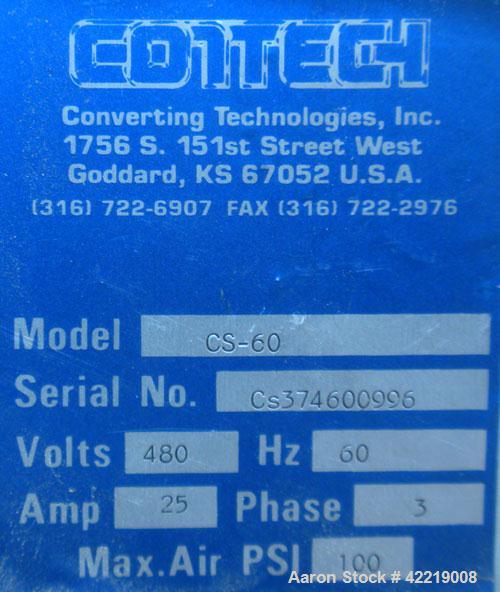 CONTECH
Converting Technologies, Inc.
1756 S. 151st Street West
Goddard, KS 67052 U.S.A.
(316) 722-6907 FAX (316) 722-2976
Model CS-60
Serial No. Cs374600996
Volts 480 Hz 60
Amp 25 Phase 3
Max.Air PSI 100
Aaron Stock # 42219008